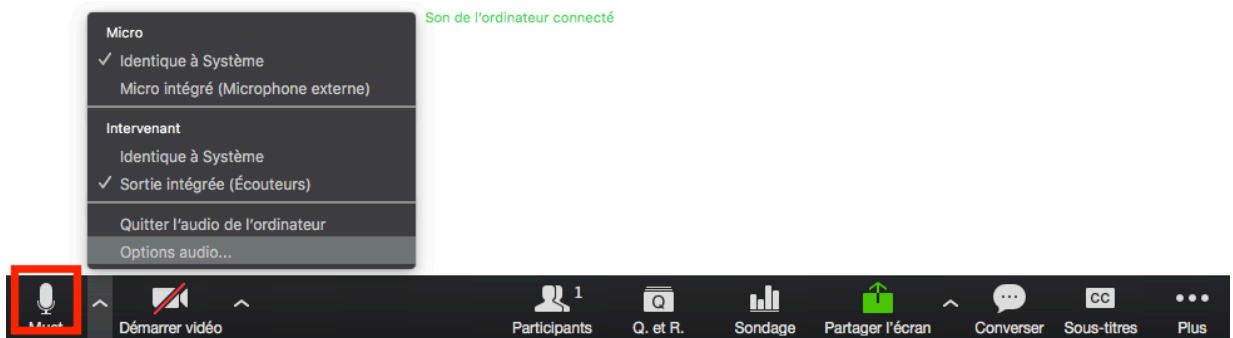 Son de l'ordinateur connecté
Micro
Identique à Système
Micro intégré (Microphone externe)
Intervenant
Identique à Système
Sortie intégrée (Écouteurs)
Quitter l'audio de l'ordinateur
Options audio...
Démarrer vidéo
Participants
1
Q
Q. et R.
Sondage
Partager l'écran
Converser
CC
Sous-titres
Plus